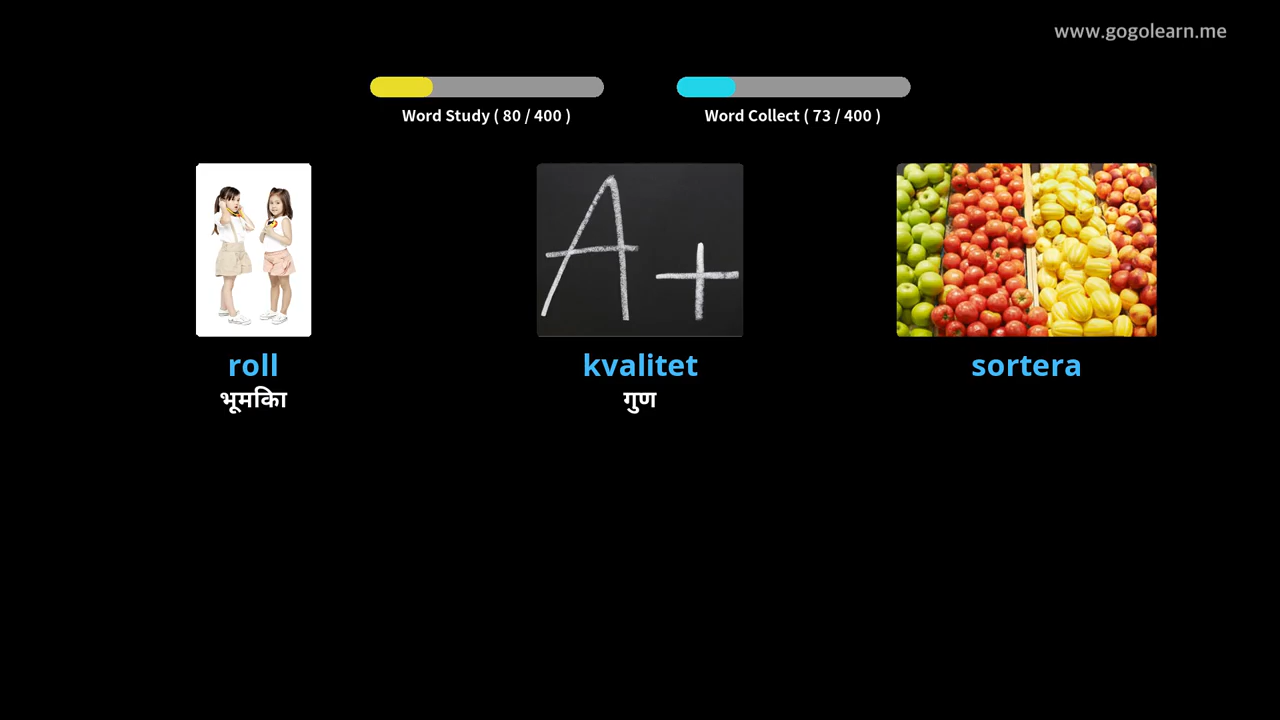 www.gogolearn.me
Word Study ( 80 / 400 )
Word Collect ( 73 / 400 )
A+
roll
kvalitet
sortera
भूमिका
गुण